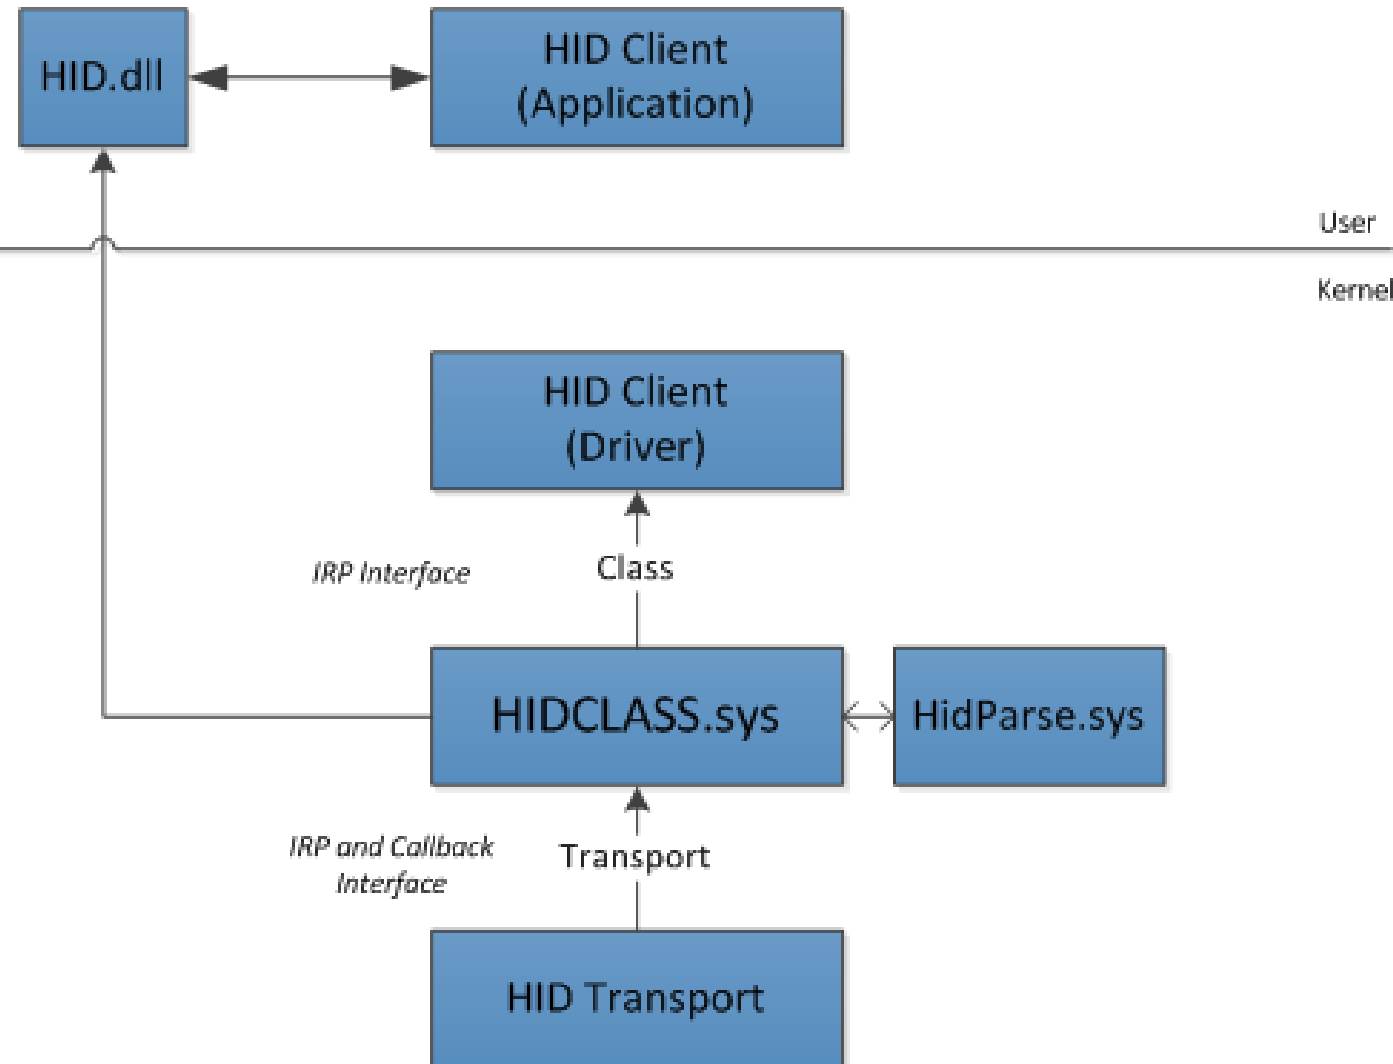 HID.dll
HID Client
(Application)
User
Kernel
HID Client
(Driver)
IRP Interface
Class
HIDCLASS.sys
HidParse.sys
IRP and Callback
Interface
Transport
HID Transport